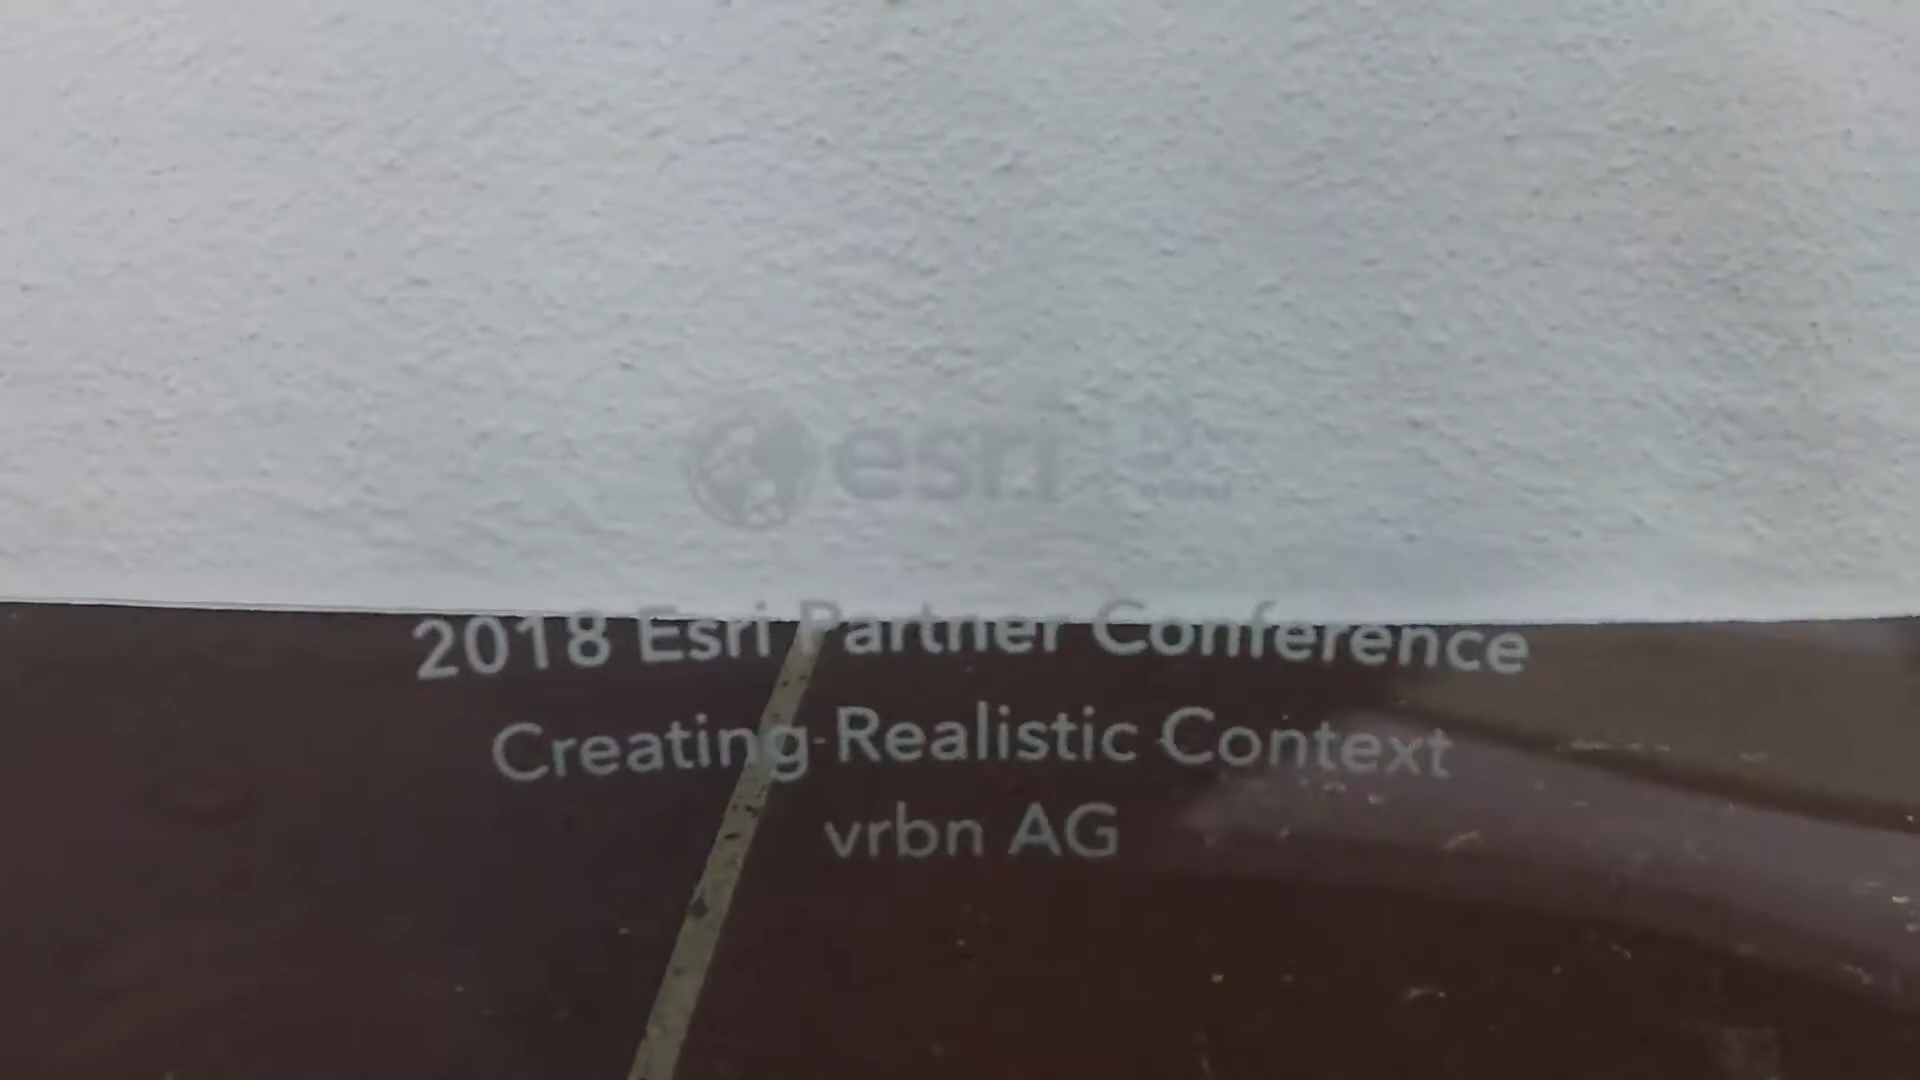 esri
2018 Esri Partner Conference
Creating Realistic Context
vrbn AG